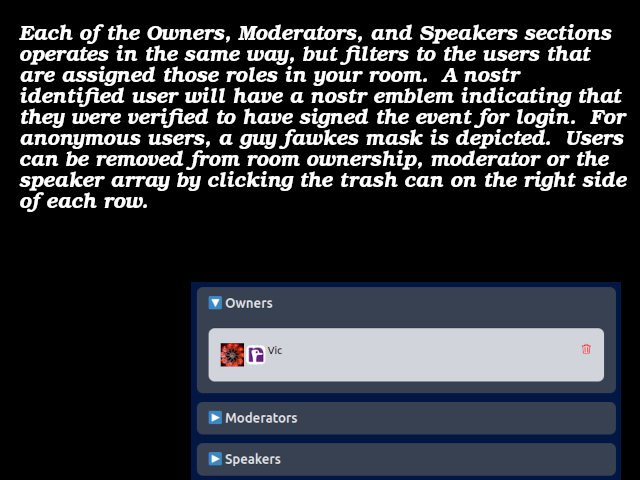 Each of the Owners, Moderators, and Speakers sections
operates in the same way, but filters to the users that
are assigned those roles in your room.  A nostr
identified user will have a nostr emblem indicating that
they were verified to have signed the event for login.  For
anonymous users, a guy fawkes mask is depicted.  Users
can be removed from room ownership, moderator or the
speaker array by clicking the trash can on the right side
of each row.
Owners
Vic
Moderators
Speakers